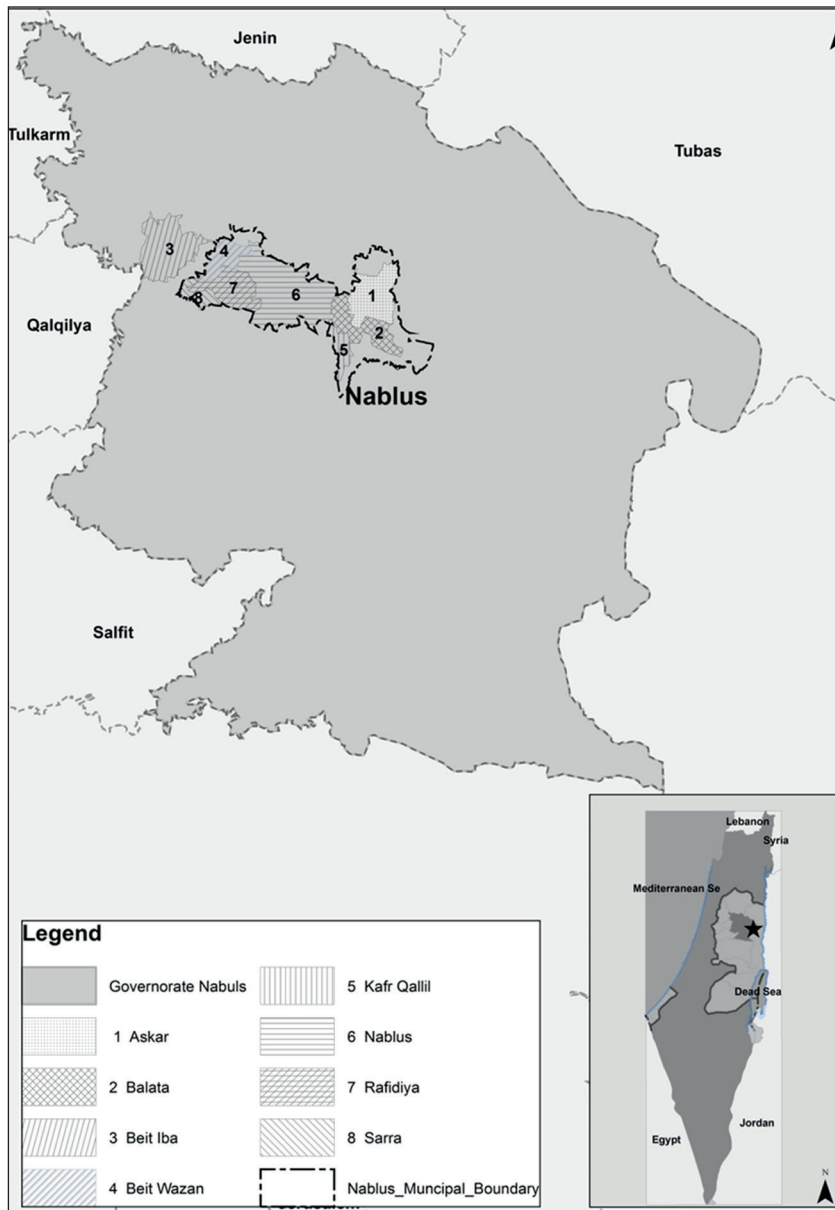 Jenin
Tulkarm
Tubas
3
4
8
7
6
1
2
5
Qalqilya
Nablus
Salfit
Lebanon
Syria
Mediterranean Se
Dead Sea
Jordan
Egypt
N
Legend
Governorate Nabuls
1 Askar
2 Balata
3 Beit Iba
4 Beit Wazan
5 Kafr Qallil
6 Nablus
7 Rafidiya
8 Sarra
Nablus_Muncipal_Boundary